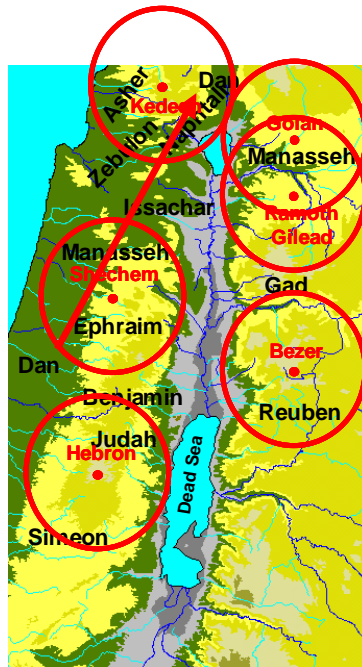 Dan
Asher
Kedesh
Naphtali
Zebulon
Golan
Manasseh
Issachar
Ramoth
Gilead
Manasseh
Shechem
Gad
Ephraim
Dan
Bezer
Benjamin
Reuben
Judah
Hebron
Dead Sea
Simeon